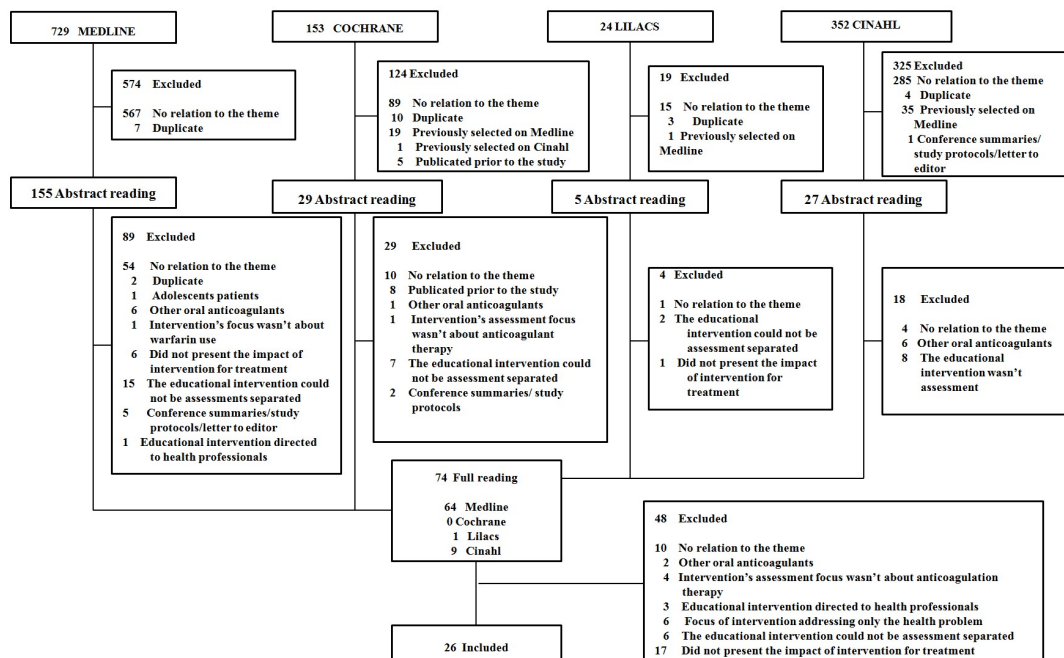 729 MEDLINE
153 COCHRANE
24 LILACS
352 CINAHL
574 Excluded
567 No relation to the theme
7 Duplicate
124 Excluded
89 No relation to the theme
10 Duplicate
19 Previously selected on Medline
1 Previously selected on Cinahl
5 Publicated prior to the study
19 Excluded
15 No relation to the theme
3 Duplicate
1 Previously selected on
Medline
325 Excluded
285 No relation to the theme
4 Duplicate
35 Previously selected on
Medline
1 Conference summaries/
study protocols/letter to
editor
155 Abstract reading
29 Abstract reading
5 Abstract reading
27 Abstract reading
89 Excluded
54 No relation to the theme
2 Duplicate
1 Adolescents patients
6 Other oral anticoagulants
1 Intervention's focus wasn't about
warfarin use
6 Did not present the impact of
intervention for treatment
15 The educational intervention could
not be assessments separated
5 Conference summaries/study
protocols/letter to editor
1 Educational intervention directed
to health professionals
29 Excluded
10 No relation to the theme
8 Publicated prior to the study
1 Other oral anticoagulants
1 Intervention's assessment focus
wasn't about anticoagulant
therapy
7 The educational intervention could
not be assessment separated
2 Conference summaries/ study
protocols
4 Excluded
1 No relation to the theme
2 The educational
intervention could not be
assessment separated
1 Did not present the impact
of intervention for
treatment
18 Excluded
4 No relation to the theme
6 Other oral anticoagulants
8 The educational
intervention wasn't
assessment
74 Full reading
64 Medline
0 Cochrane
1 Lilacs
9 Cinahl
48 Excluded
10 No relation to the theme
2 Other oral anticoagulants
4 Intervention's assessment focus wasn't about anticoagulation
therapy
3 Educational intervention directed to health professionals
6 Focus of intervention addressing only the health problem
6 The educational intervention could not be assessment separated
17 Did not present the impact of intervention for treatment
26 Included